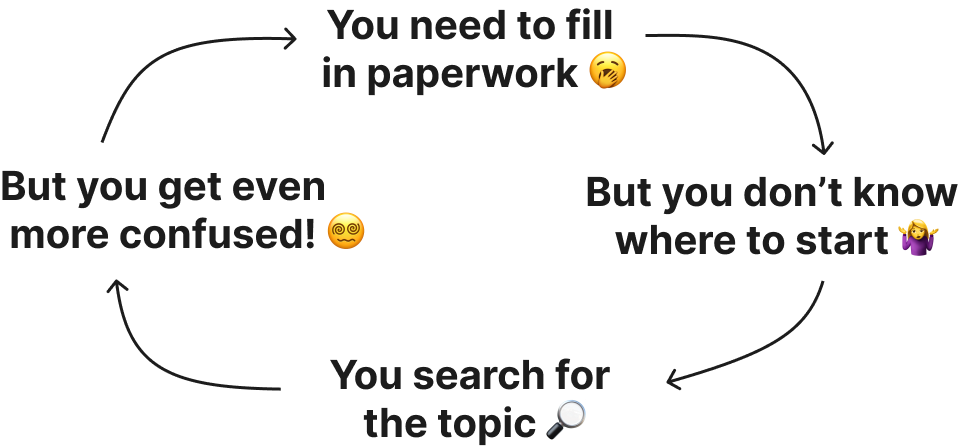 You need to fill
in paperwork 🥱
But you don’t know
where to start 🤷‍♀️
You search for
the topic 🔎
But you get even
more confused! 😵‍💫